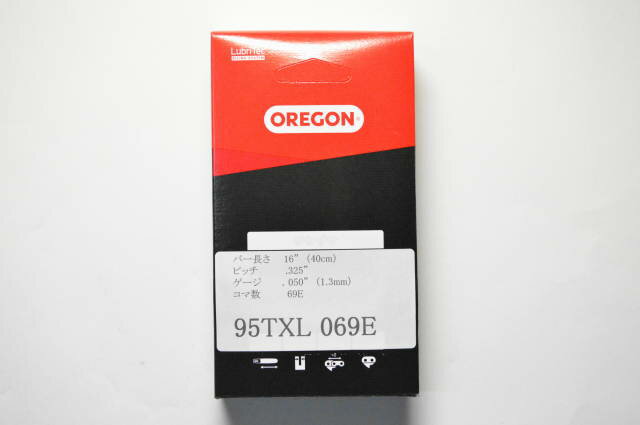 LubriTec
OREGON
バー長さ 16” (40cm)
ピッチ .325”
ゲージ .050” (1.3mm)
コマ数 69E
95TXL 069E